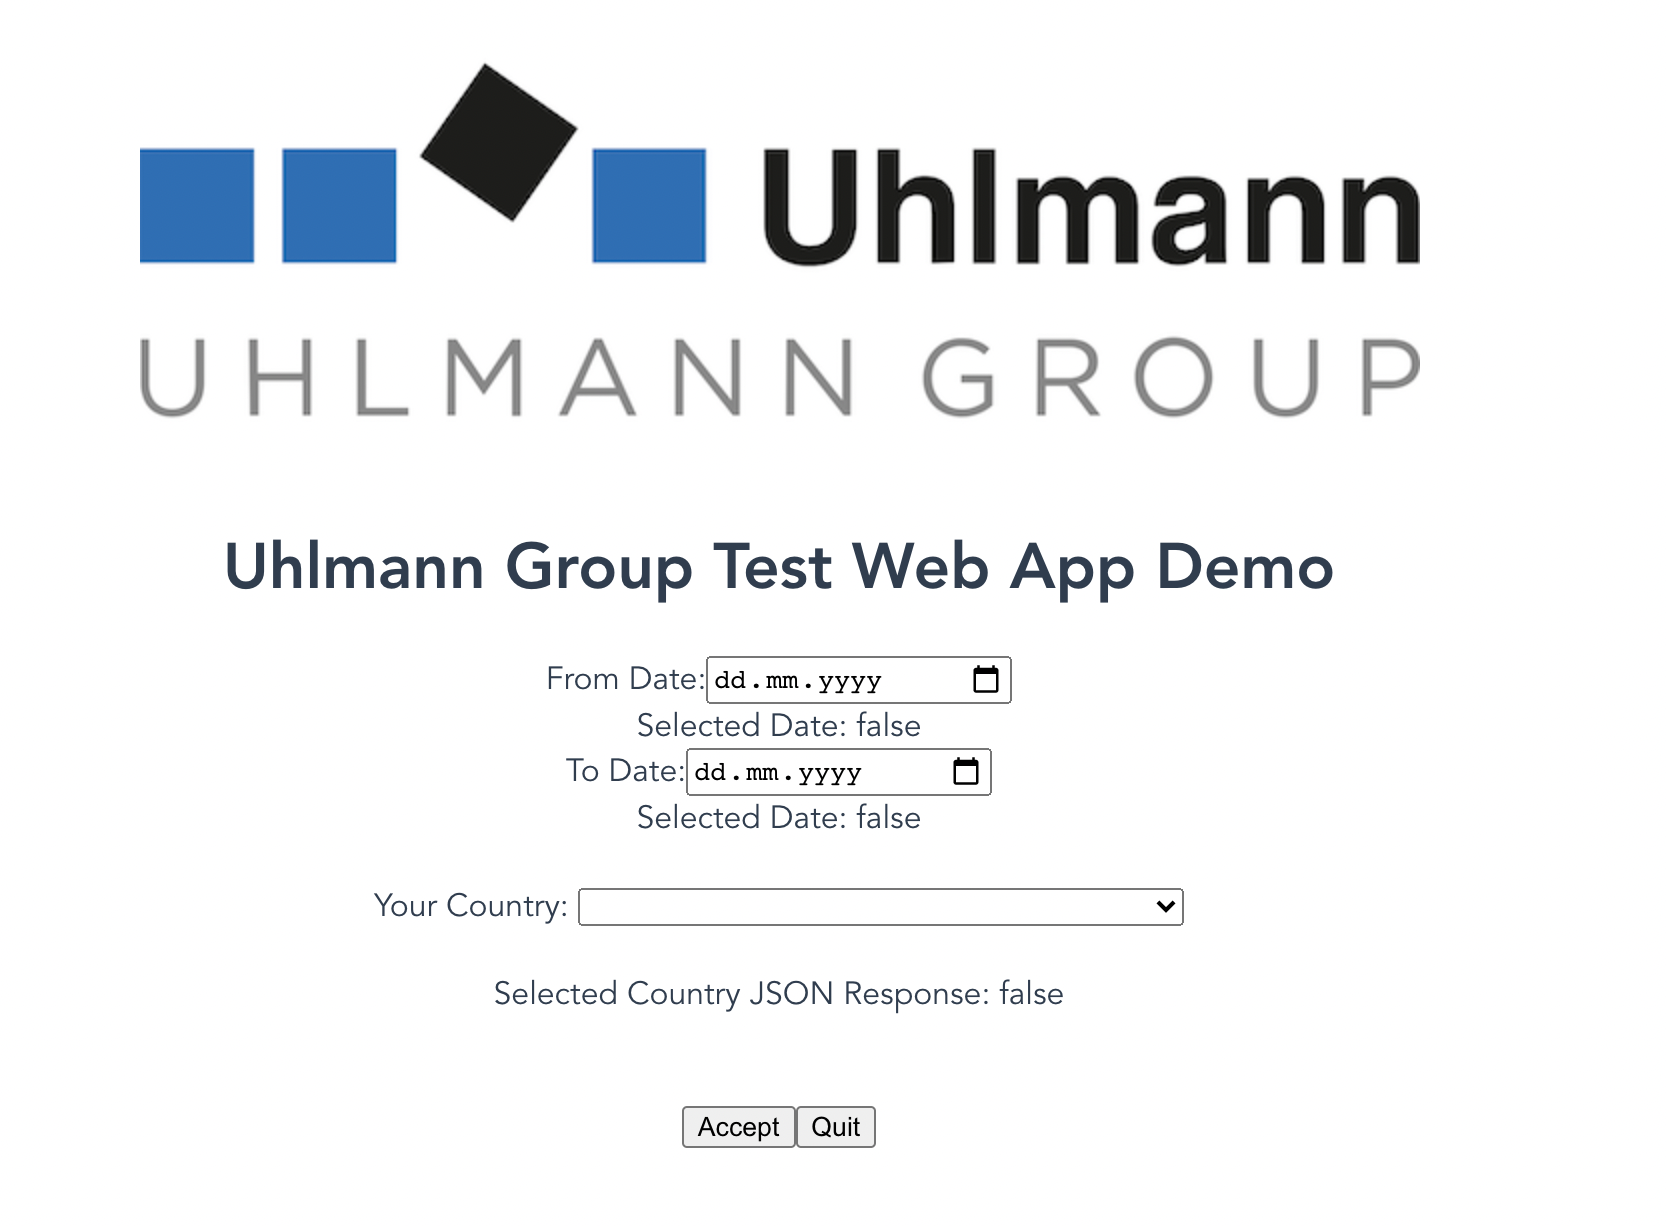 Uhlmann
UHLMANN GROUP
Uhlmann Group Test Web App Demo
From Date: dd.mm.yyyy
Selected Date: false
To Date: dd.mm.yyyy
Selected Date: false
Your Country:
Selected Country JSON Response: false
Accept Quit